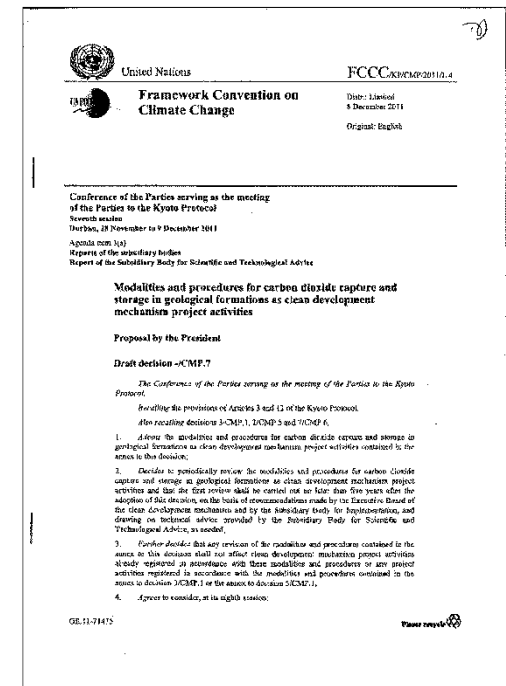 United Nations
FCCC/KP/CMP/2011/L.4
Framework Convention on
Climate Change
Distr.: Limited
8 December 2011
Original: English
Conference of the Parties serving as the meeting
of the Parties to the Kyoto Protocol
Seventh session
Durban, 28 November to 9 December 2011
Agenda item 3(a)
Reports of the subsidiary bodies
Report of the Subsidiary Body for Scientific and Technological Advice
Modalities and procedures for carbon dioxide capture and
storage in geological formations as clean development
mechanism project activities
Proposal by the President
Draft decision -/CMP.7
The Conference of the Parties serving as the meeting of the Parties to the Kyoto
Protocol,
Recalling the provisions of Articles 3 and 12 of the Kyoto Protocol,
Also recalling decisions 3/CMP.1, 2/CMP.5 and 7/CMP.6,
1. Adopts the modalities and procedures for carbon dioxide capture and storage in
geological formations as clean development mechanism project activities contained in the
annex to this decision;
2. Decides to periodically review the modalities and procedures for carbon dioxide
capture and storage in geological formations as clean development mechanism project
activities and that the first review shall be carried out no later than five years after the
adoption of this decision, on the basis of recommendations made by the Executive Board of
the clean development mechanism and by the Subsidiary Body for Implementation, and
drawing on technical advice provided by the Subsidiary Body for Scientific and
Technological Advice, as needed;
3. Further decides that any revision of the modalities and procedures contained in the
annex to this decision shall not affect clean development mechanism project activities
already registered in accordance with these modalities and procedures or any project
activities registered in accordance with the modalities and procedures contained in the
annex to decision 3/CMP.1 or the annex to decision 5/CMP.1;
4. Agrees to consider, at its eighth session:
GE.11-71475
Please recycle